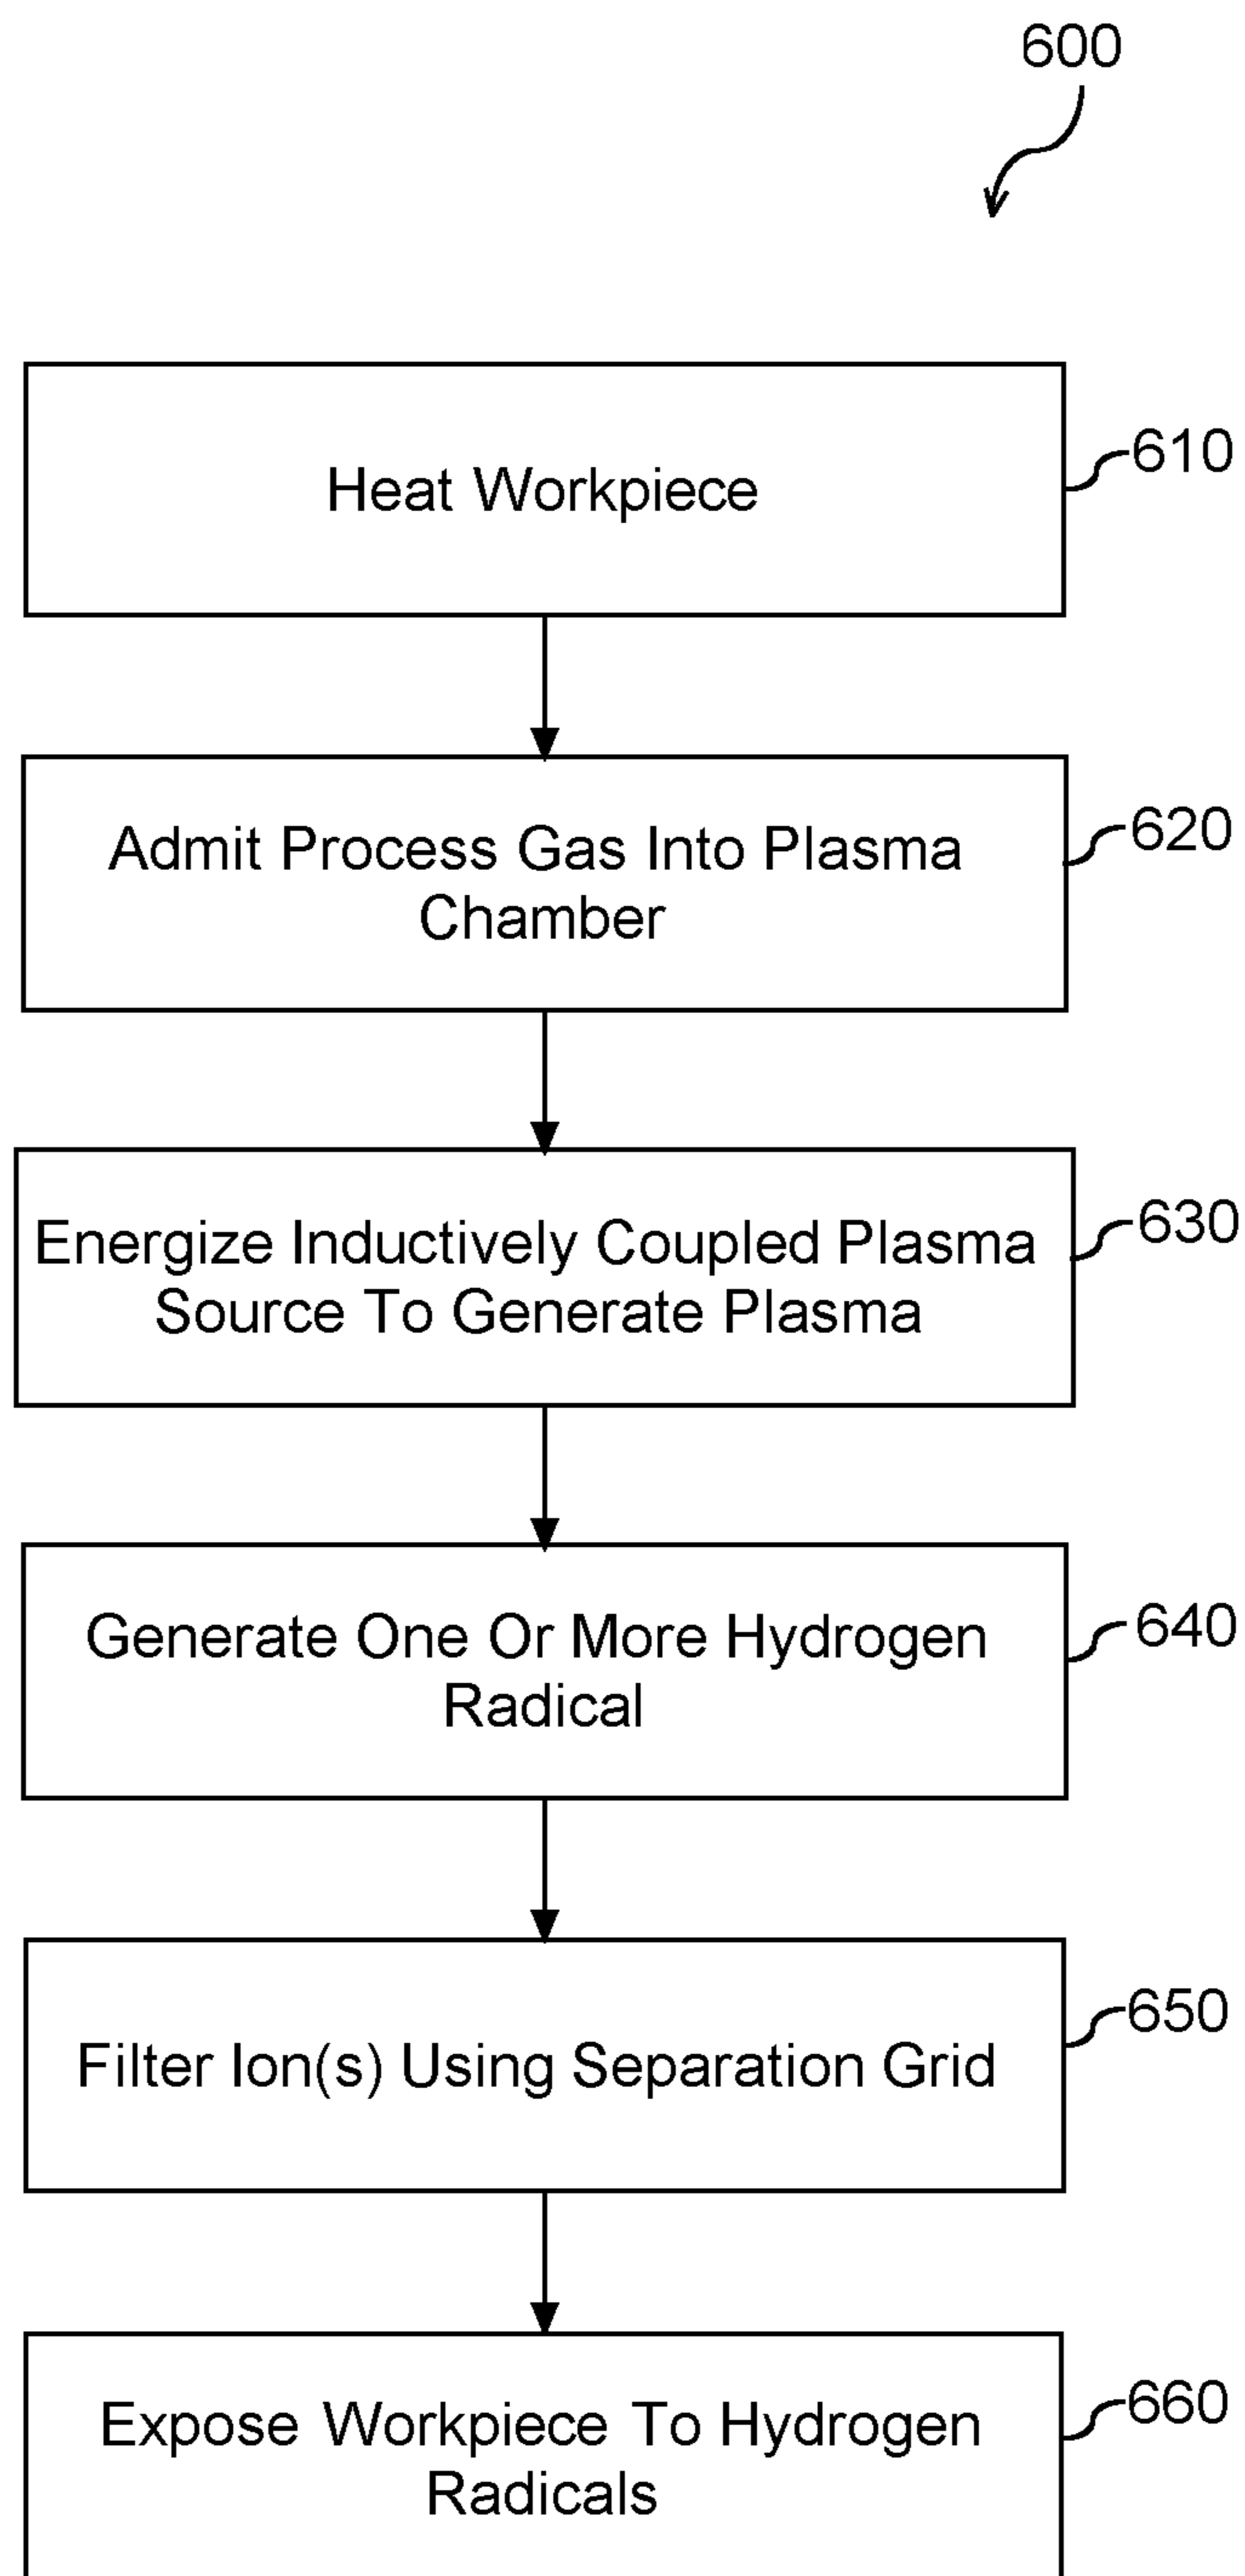 600
Heat Workpiece
610
Admit Process Gas Into Plasma
Chamber
620
Energize Inductively Coupled Plasma
Source To Generate Plasma
630
Generate One Or More Hydrogen
Radical
640
Filter Ion(s) Using Separation Grid
650
Expose Workpiece To Hydrogen
Radicals
660